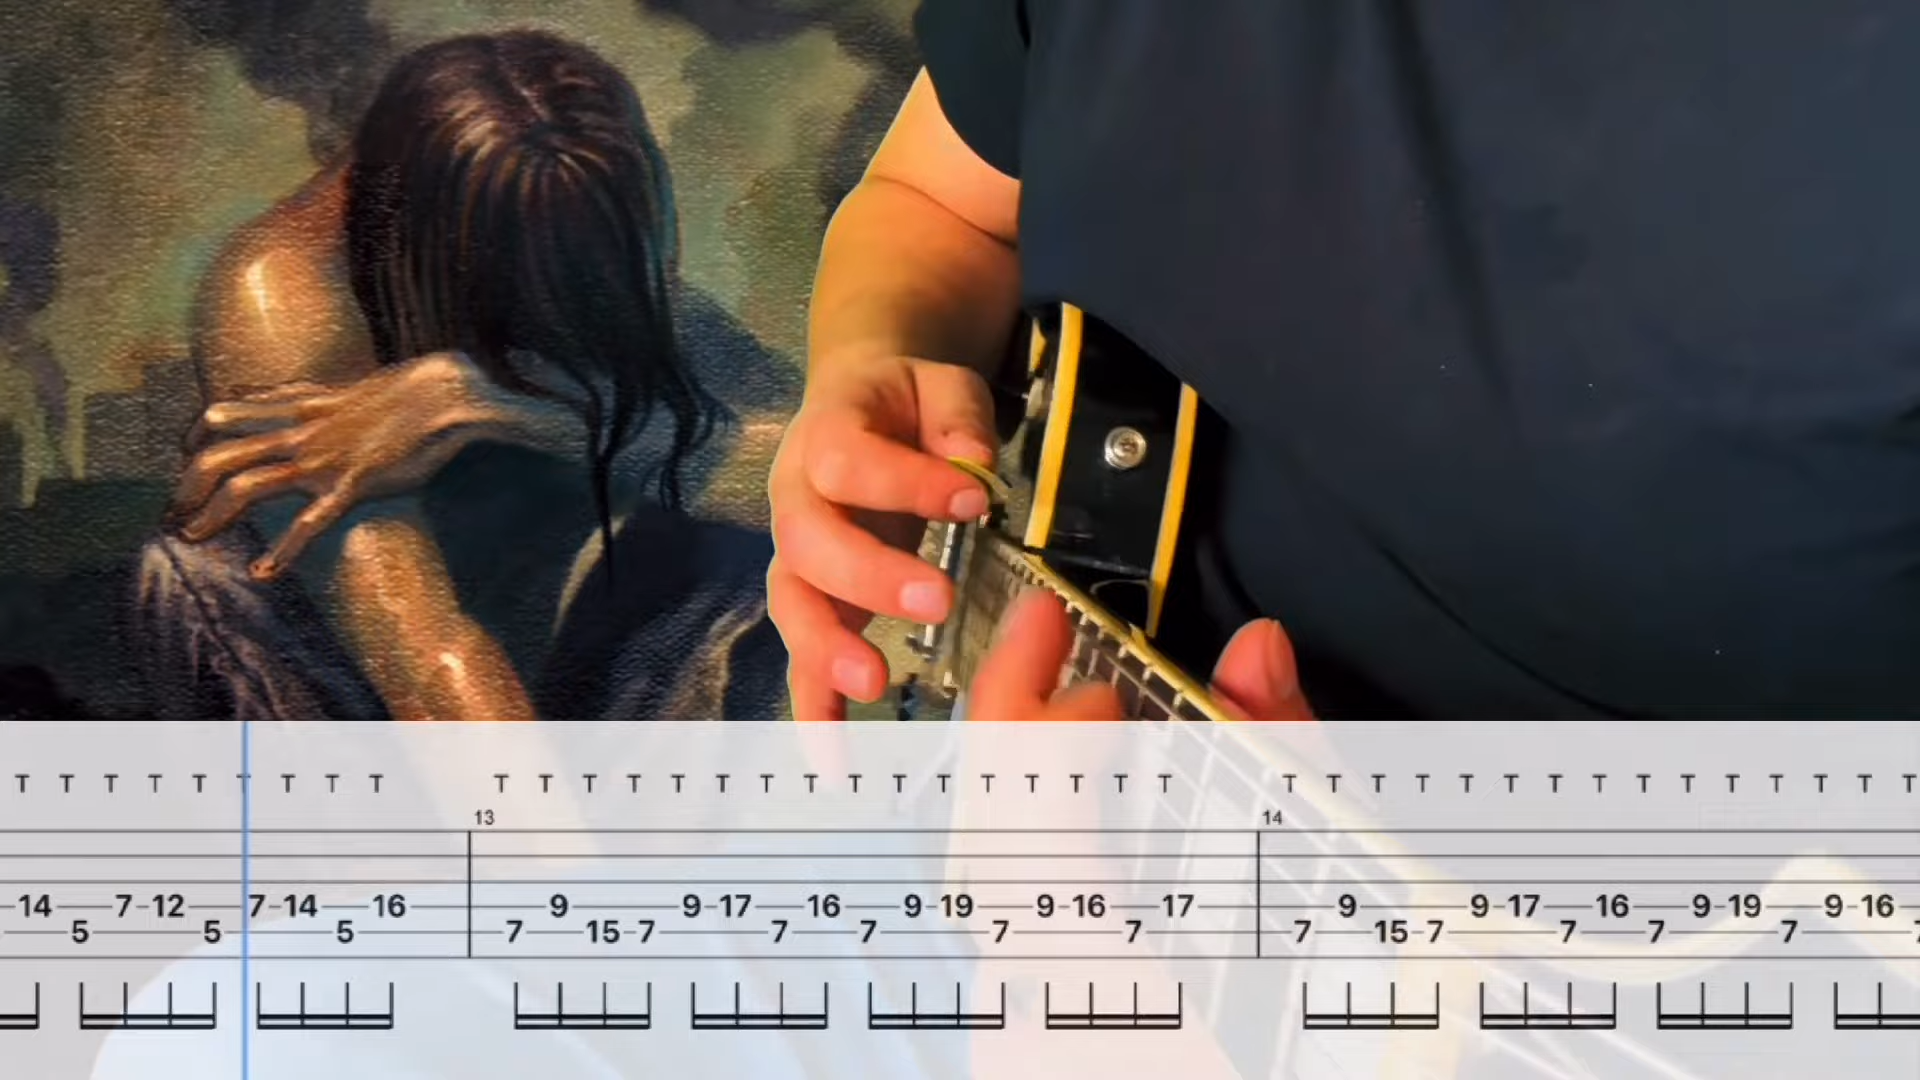 T T T T T T T T T T T T T T T T T T T T T T T T T T T T T T T T T T T T T T T T
13 14
14 7 12 7 14 16 9 9 17 16 9 19 9 16 17 9 9 17 16 9 19 9 16
5 5 5 7 15 7 7 7 7 7 7 15 7 7 7 7